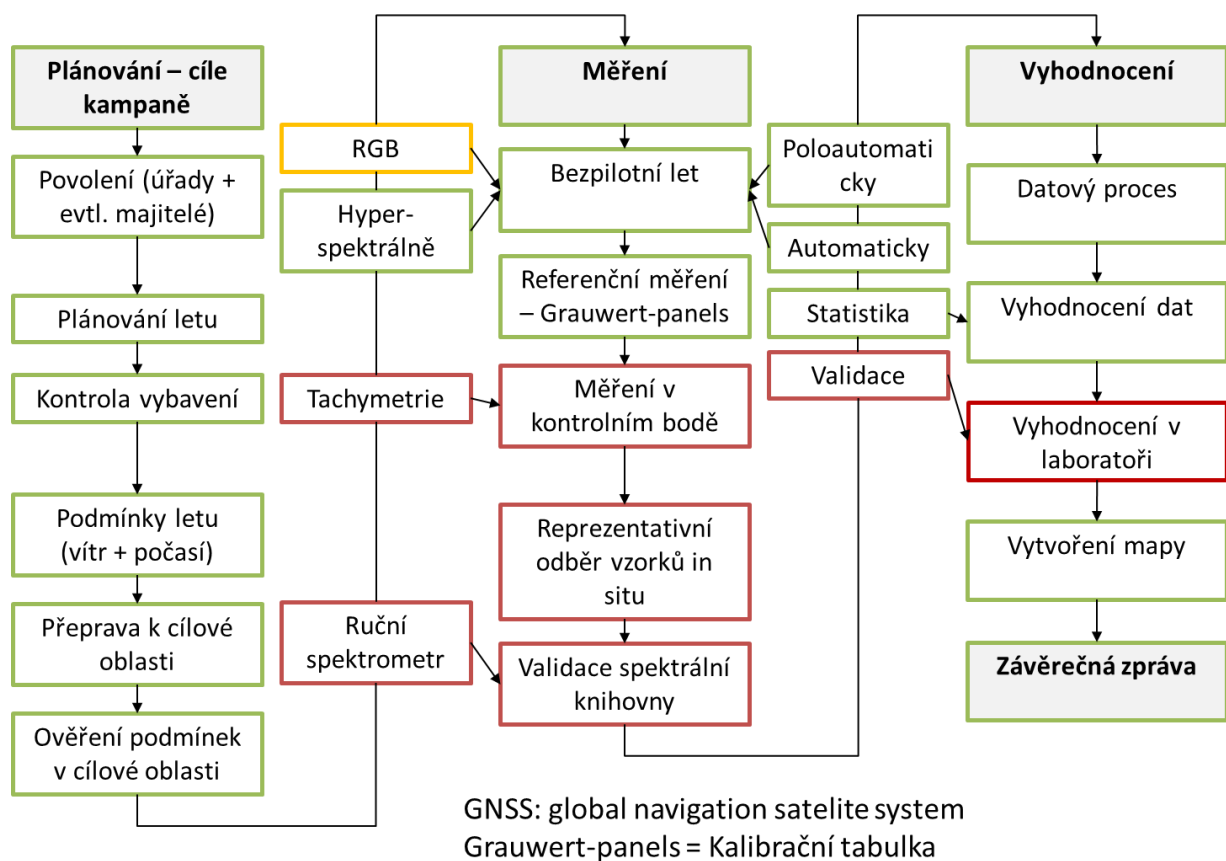 Plánování – cíle
kampaně
Povolení (úřady +
evtl. majitelé)
Plánování letu
Kontrola vybavení
Podmínky letu
(vítr + počasí)
Přeprava k cílové
oblasti
Ověření podmínek
v cílové oblasti
RGB
Hyper-
spektrálně
Tachymetrie
Ruční
spektrometr
Měření
Bezpilotní let
Referenční měření
– Grauwert-panels
Měření v
kontrolním bodě
Reprezentativní
odběr vzorků in
situ
Validace spektrální
knihovny
Poloautomati
cky
Automaticky
Statistika
Validace
Vyhodnocení
Datový proces
Vyhodnocení dat
Vyhodnocení v
laboratoři
Vytvoření mapy
Závěrečná zpráva
GNSS: global navigation satelite system
Grauwert-panels = Kalibrační tabulka